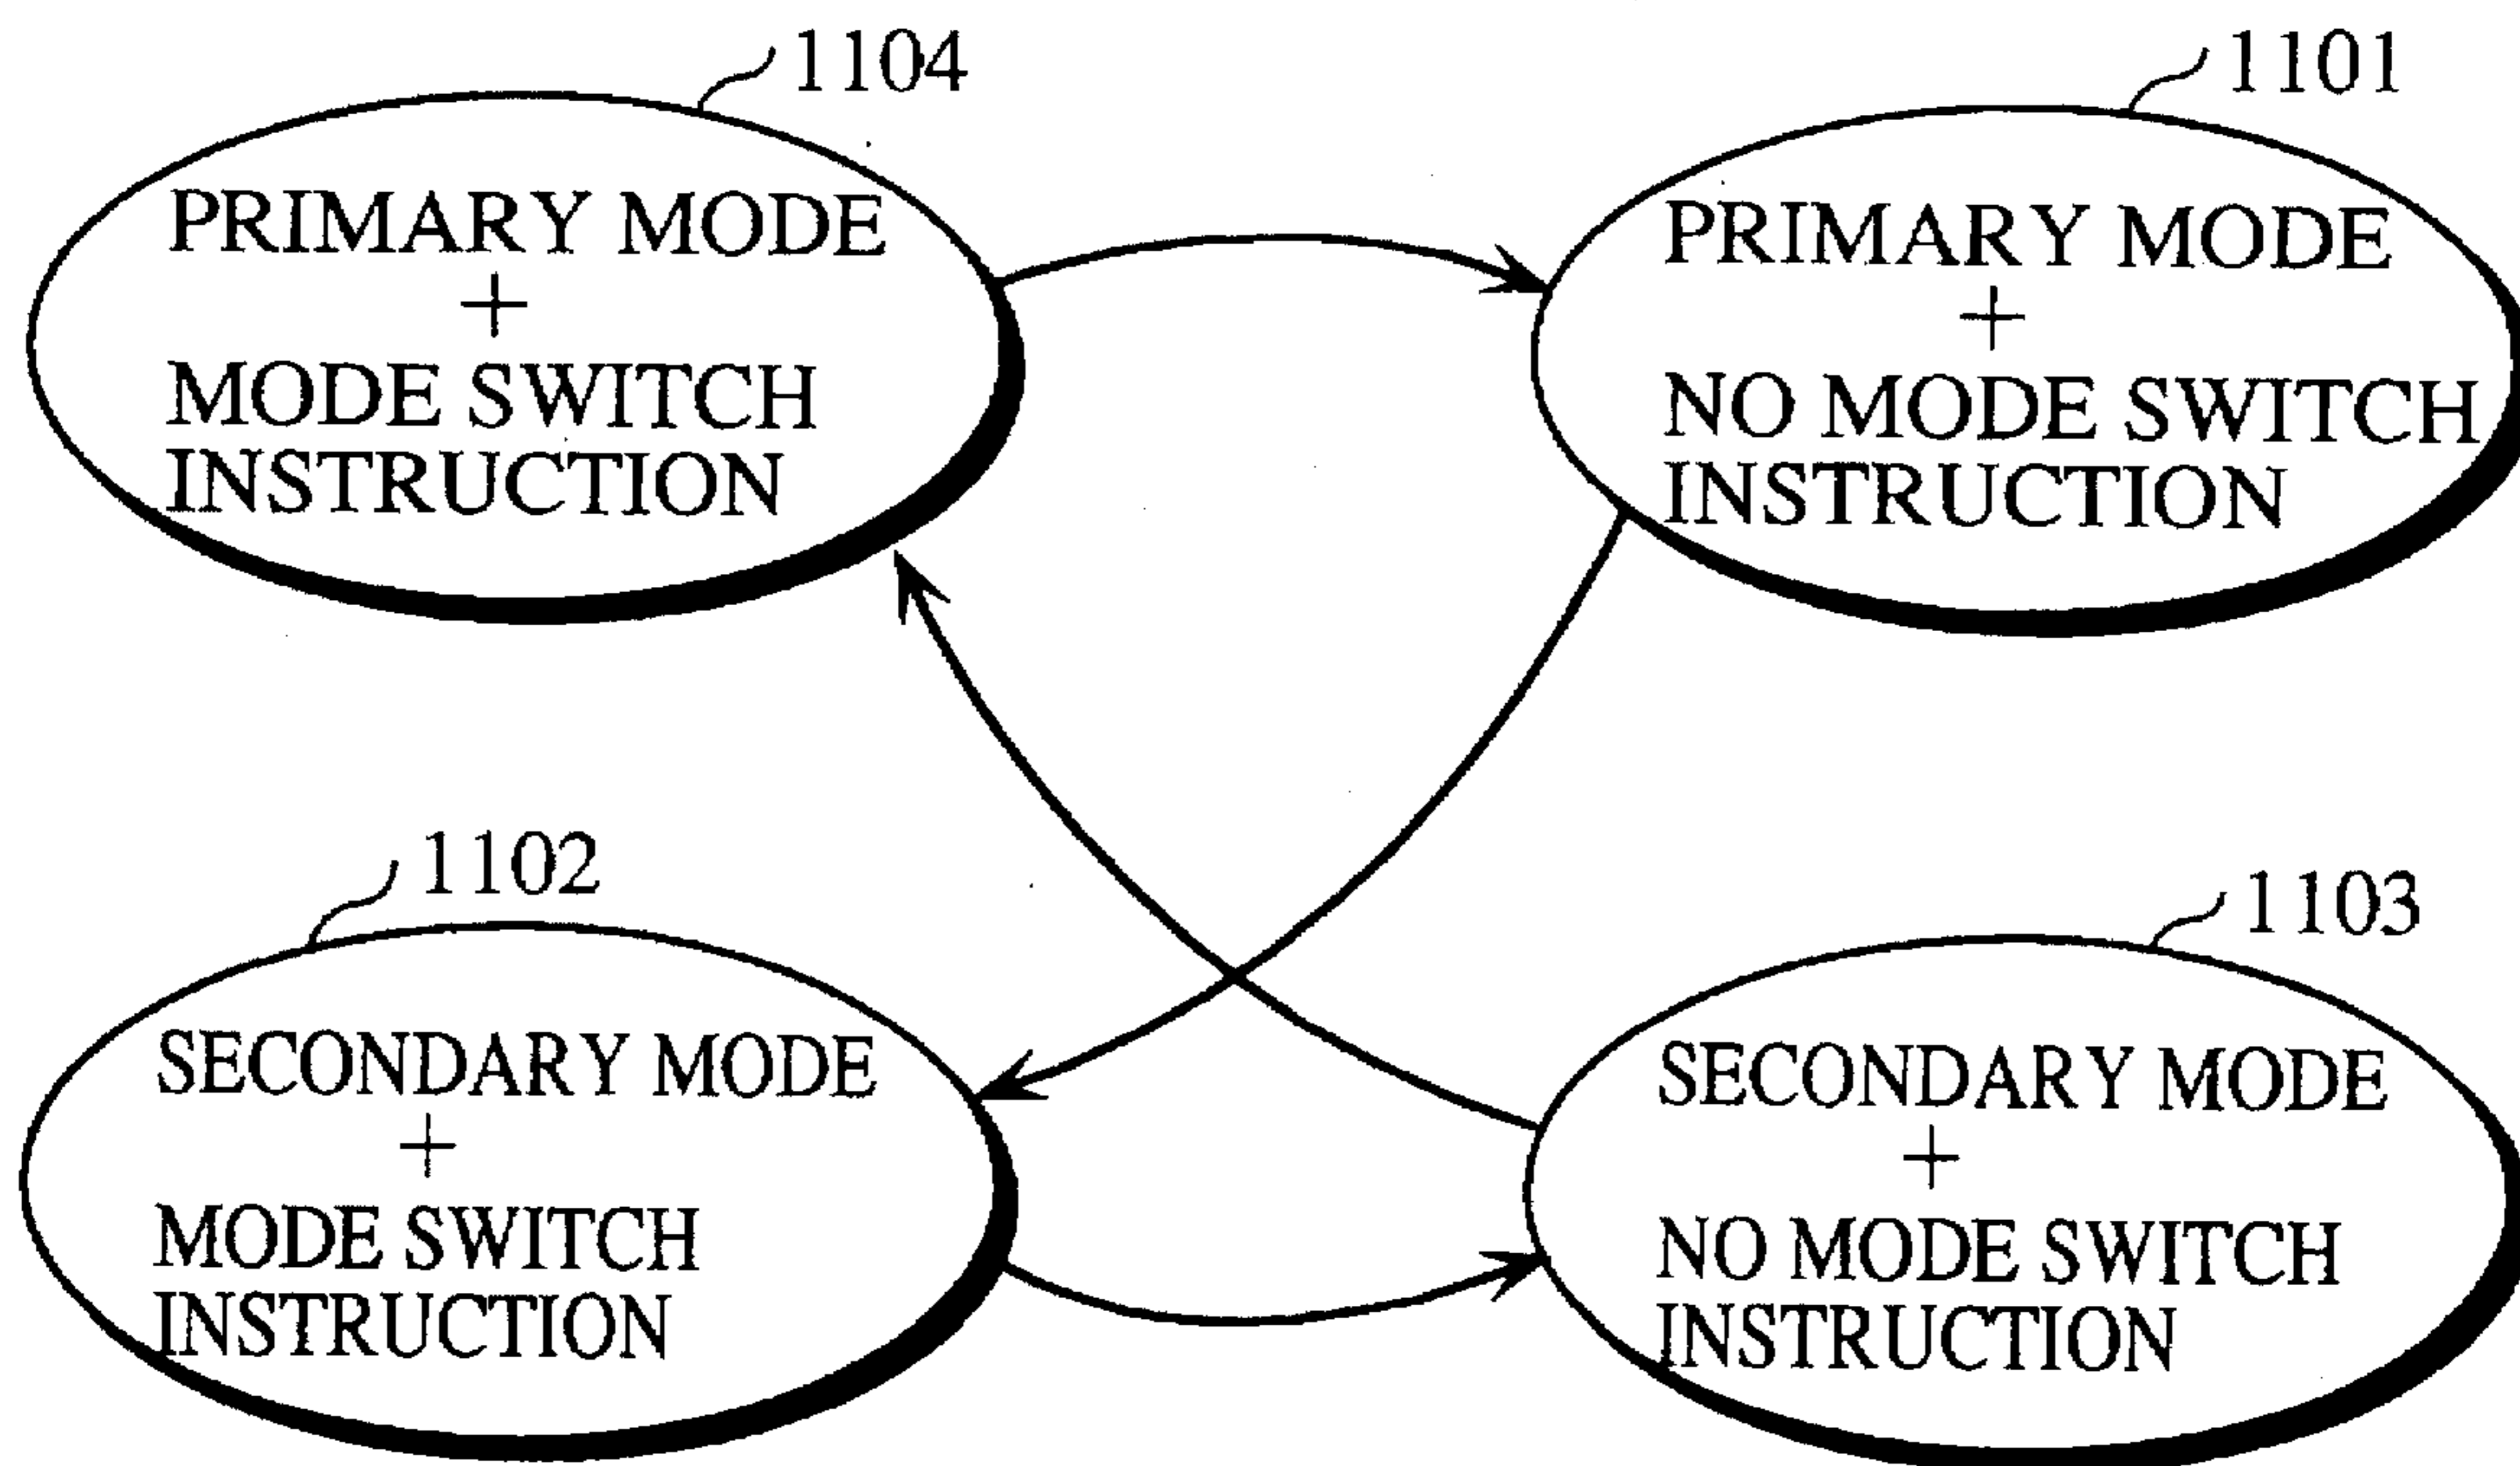 1104
PRIMARY MODE
+
MODE SWITCH
INSTRUCTION
1101
PRIMARY MODE
+
NO MODE SWITCH
INSTRUCTION
1102
SECONDARY MODE
+
MODE SWITCH
INSTRUCTION
1103
SECONDARY MODE
+
NO MODE SWITCH
INSTRUCTION